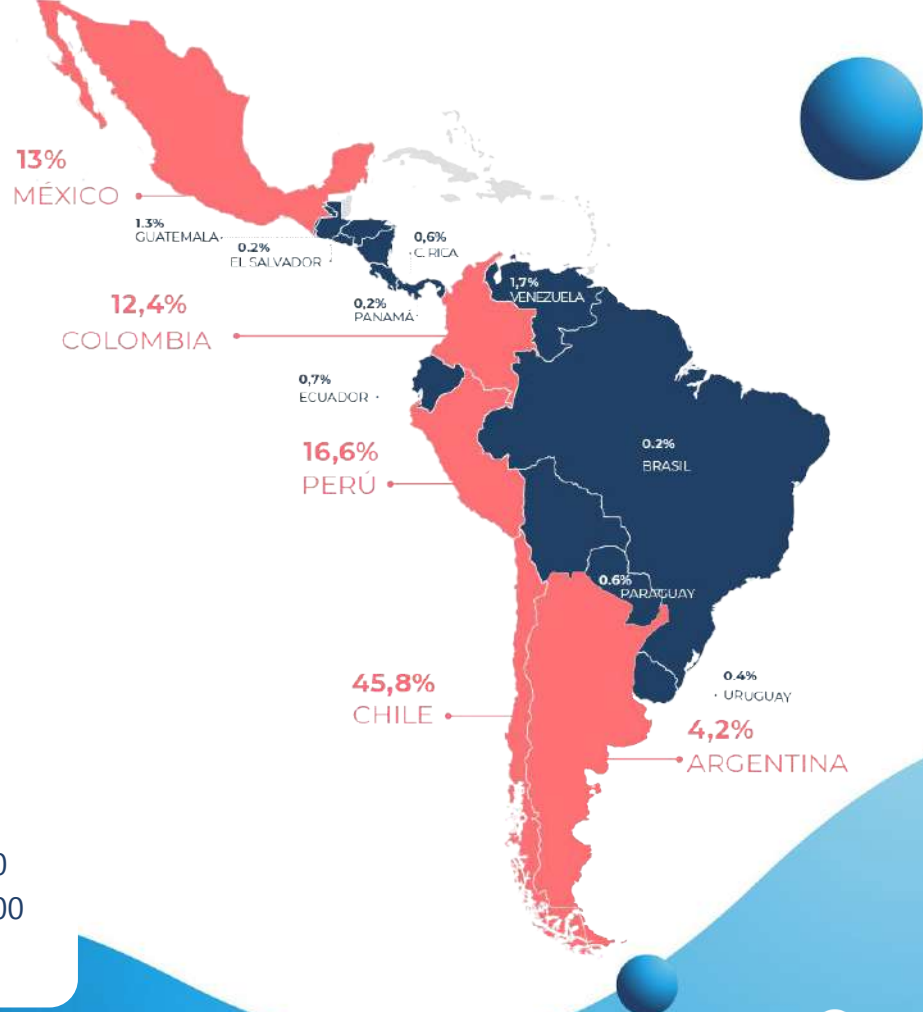 13%
MÉXICO
1.3%
GUATEMALA
0.2%
EL SALVADOR
0,6%
C. RICA
0,2%
PANAMÁ
1,7%
VENEZUELA
12,4%
COLOMBIA
0,7%
ECUADOR
0.2%
BRASIL
16,6%
PERÚ
0.6%
PARAGUAY
45,8%
CHILE
0.4%
URUGUAY
4,2%
ARGENTINA
0
00